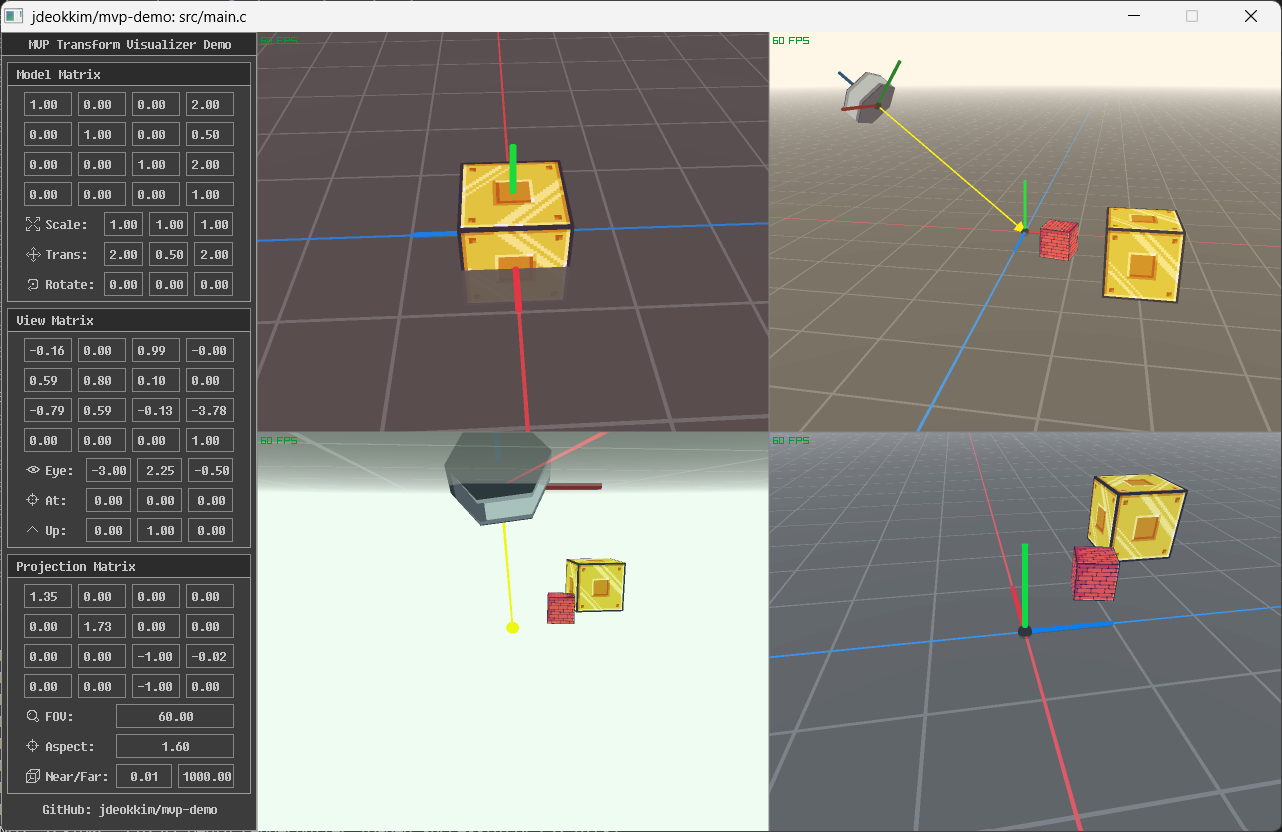 jdeokkim/mvp-demo: src/main.c
MVP Transform Visualizer Demo
Model Matrix
1.00 0.00 0.00 2.00
0.00 1.00 0.00 0.50
0.00 0.00 1.00 2.00
0.00 0.00 0.00 1.00
Scale: 1.00 1.00 1.00
Trans: 2.00 0.50 2.00
Rotate: 0.00 0.00 0.00
View Matrix
-0.16 0.00 0.99 -0.00
0.59 0.80 0.10 0.00
-0.79 0.59 -0.13 -3.78
0.00 0.00 0.00 1.00
Eye: -3.00 2.25 -0.50
At: 0.00 0.00 0.00
Up: 0.00 1.00 0.00
Projection Matrix
1.35 0.00 0.00 0.00
0.00 1.73 0.00 0.00
0.00 0.00 -1.00 -0.02
0.00 0.00 -1.00 0.00
FOV: 60.00
Aspect: 1.60
Near/Far: 0.01 1000.00
GitHub: jdeokkim/mvp-demo
60 FPS
60 FPS
60 FPS
60 FPS